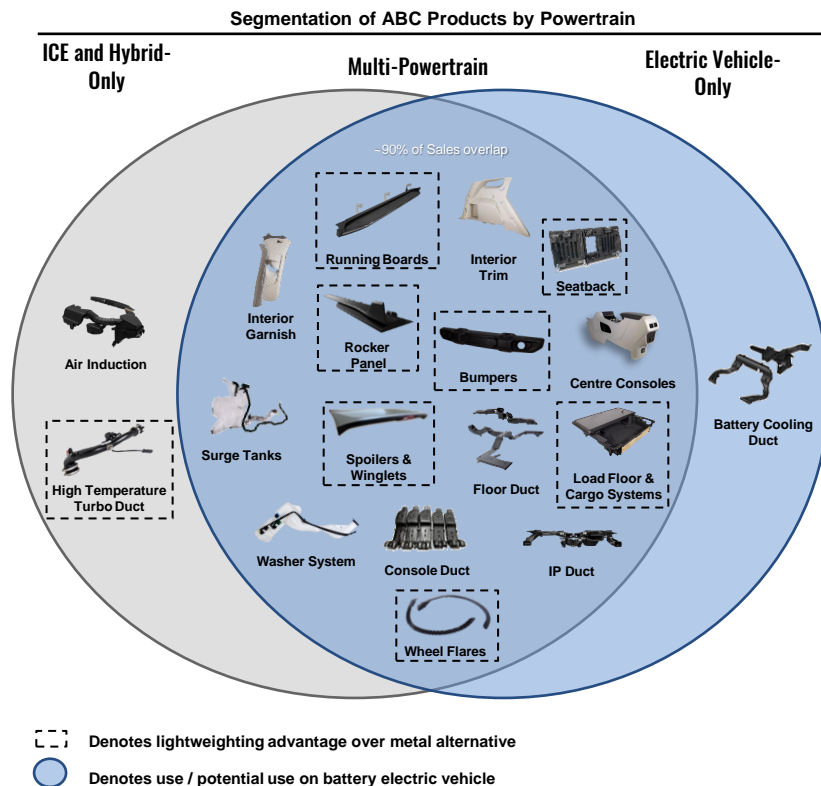 Segmentation of ABC Products by Powertrain
ICE and Hybrid-
Only
Multi-Powertrain
Electric Vehicle-
Only
~90% of Sales overlap
Running Boards
Interior
Trim
Seatback
Interior
Garnish
Rocker
Panel
Bumpers
Centre Consoles
Air Induction
Battery Cooling
Duct
Surge Tanks
Spoilers &
Winglets
Floor Duct
Load Floor &
Cargo Systems
High Temperature
Turbo Duct
Washer System
Console Duct
IP Duct
Wheel Flares
Denotes lightweighting advantage over metal alternative
Denotes use / potential use on battery electric vehicle